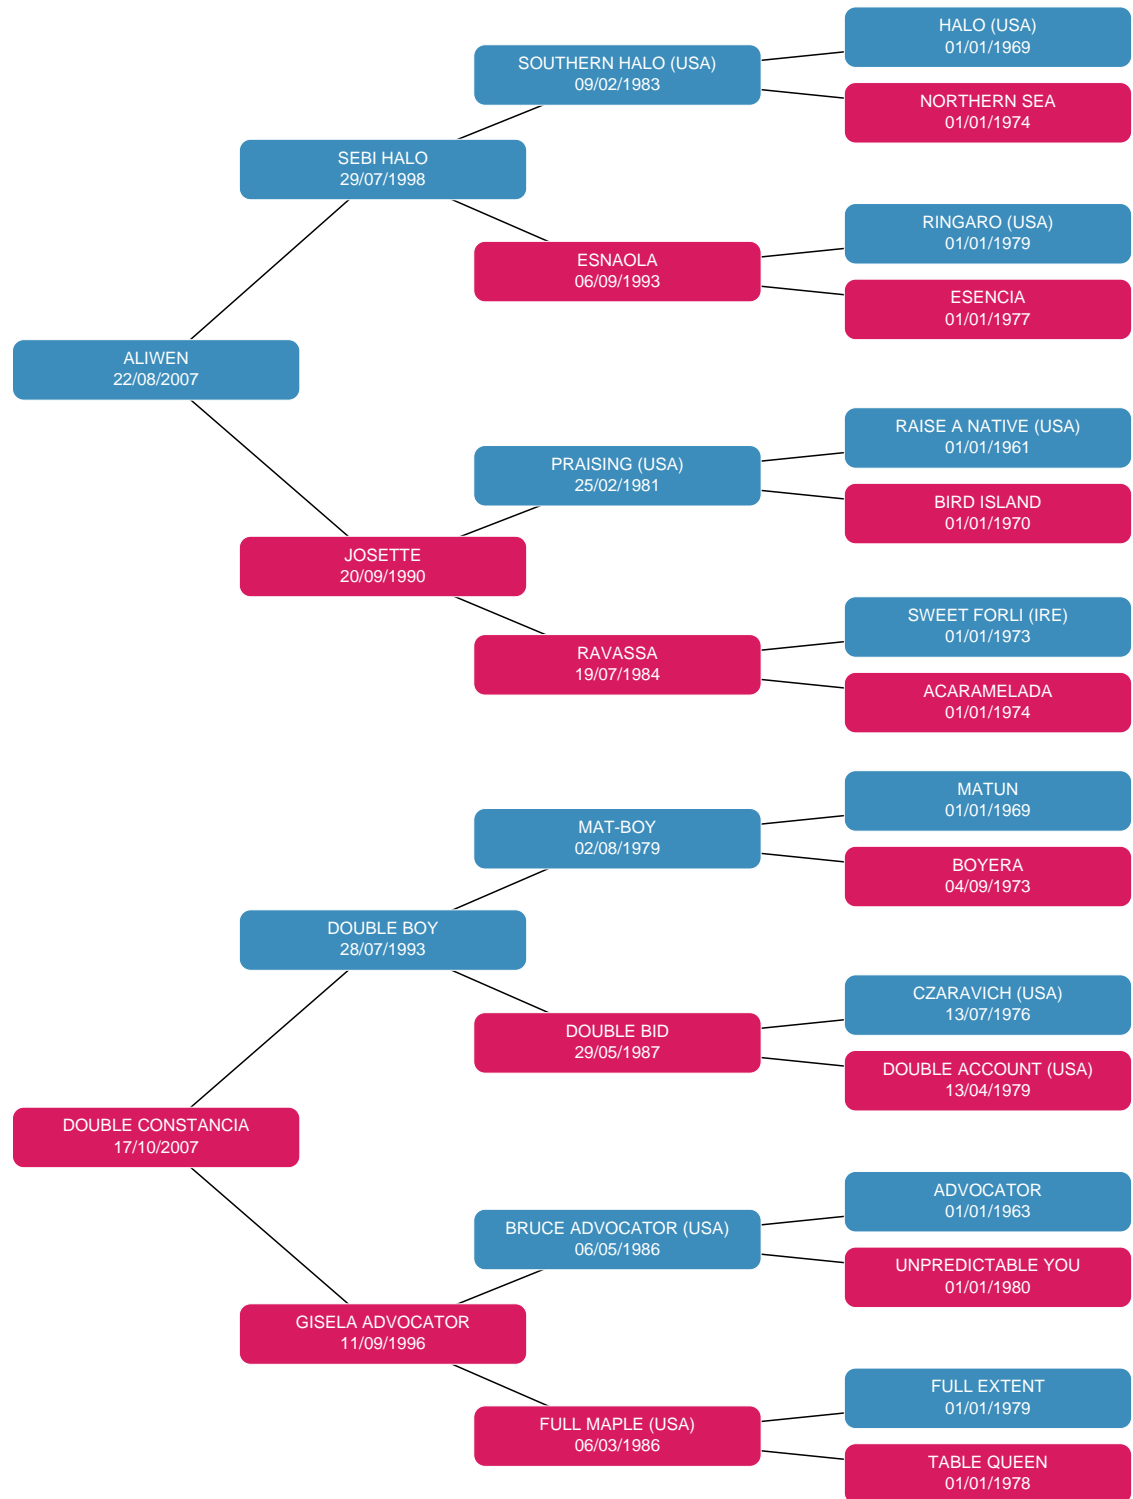 HALO (USA)
01/01/1969
SOUTHERN HALO (USA)
09/02/1983
NORTHERN SEA
01/01/1974
SEBI HALO
29/07/1998
RINGARO (USA)
01/01/1979
ESNAOLA
06/09/1993
ESENCIA
01/01/1977
ALIWEN
22/08/2007
RAISE A NATIVE (USA)
01/01/1961
PRAISING (USA)
25/02/1981
BIRD ISLAND
01/01/1970
JOSETTE
20/09/1990
SWEET FORLI (IRE)
01/01/1973
RAVASSA
19/07/1984
ACARAMELADA
01/01/1974
MATUN
01/01/1969
MAT-BOY
02/08/1979
BOYERA
04/09/1973
DOUBLE BOY
28/07/1993
CZARAVICH (USA)
13/07/1976
DOUBLE BID
29/05/1987
DOUBLE ACCOUNT (USA)
13/04/1979
DOUBLE CONSTANCIA
17/10/2007
ADVOCATOR
01/01/1963
BRUCE ADVOCATOR (USA)
06/05/1986
UNPREDICTABLE YOU
01/01/1980
GISELA ADVOCATOR
11/09/1996
FULL EXTENT
01/01/1979
FULL MAPLE (USA)
06/03/1986
TABLE QUEEN
01/01/1978